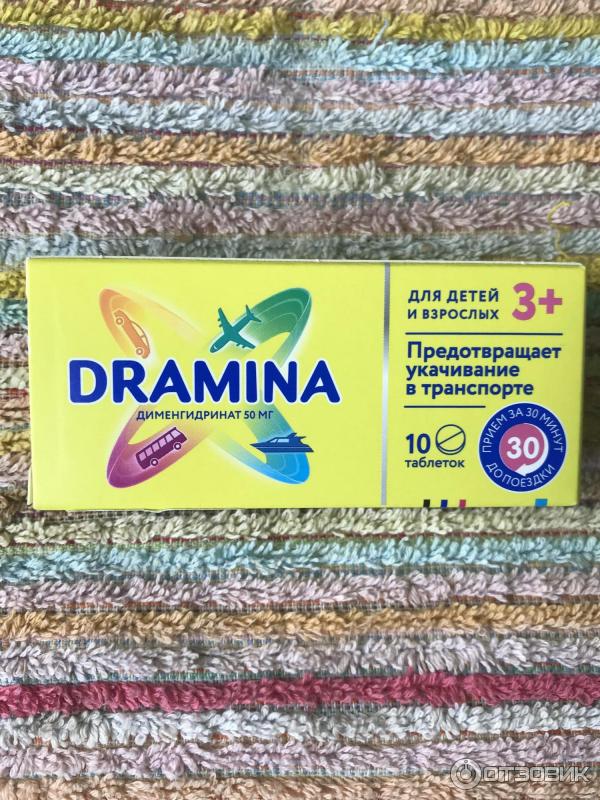 DRAMINA
ДИМЕНГИДРИНАТ 50 МГ
ДЛЯ ДЕТЕЙ
И ВЗРОСЛЫХ 3+
Предотвращает
укачивание
в транспорте
10
таблеток
ПРИЕМ ЗА 30 МИНУТ
30
ДО ПОЕЗДКИ
ОТЗОВИК